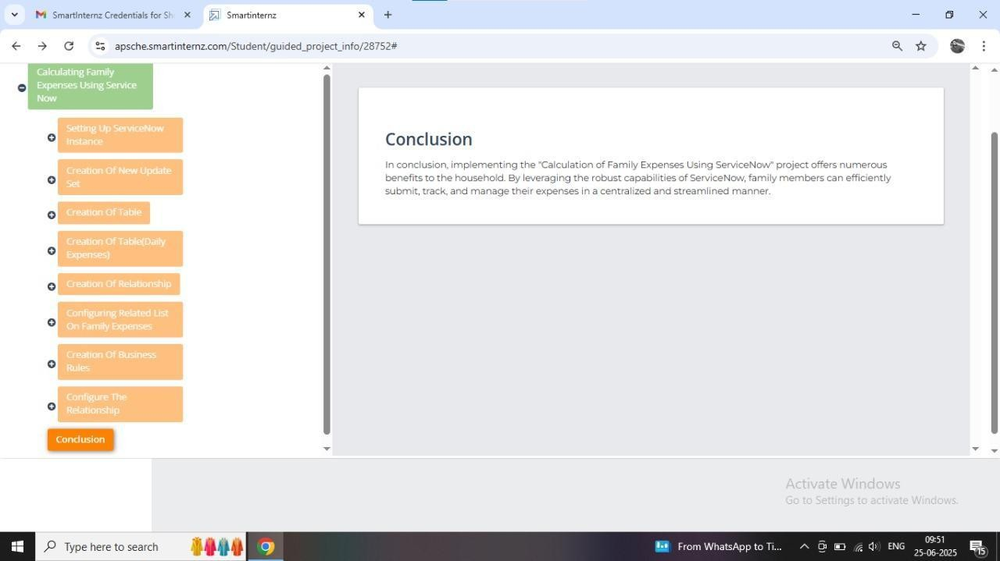 SmartInternz Credentials for Sh
Smartinternz
apsche.smartinternz.com/Student/guided_project_info/28752#
Calculating Family
Expenses Using Service
Now
Setting Up ServiceNow
Instance
Creation Of New Update
Set
Creation Of Table
Creation Of Table(Daily
Expenses)
Creation Of Relationship
Configuring Related List
On Family Expenses
Creation Of Business
Rules
Configure The
Relationship
Conclusion
Conclusion
In conclusion, implementing the "Calculation of Family Expenses Using ServiceNow" project offers numerous
benefits to the household. By leveraging the robust capabilities of ServiceNow, family members can efficiently
submit, track, and manage their expenses in a centralized and streamlined manner.
Activate Windows
Go to Settings to activate Windows.
Type here to search
From WhatsApp to Ti...
ENG
09:51
25-06-2025
15